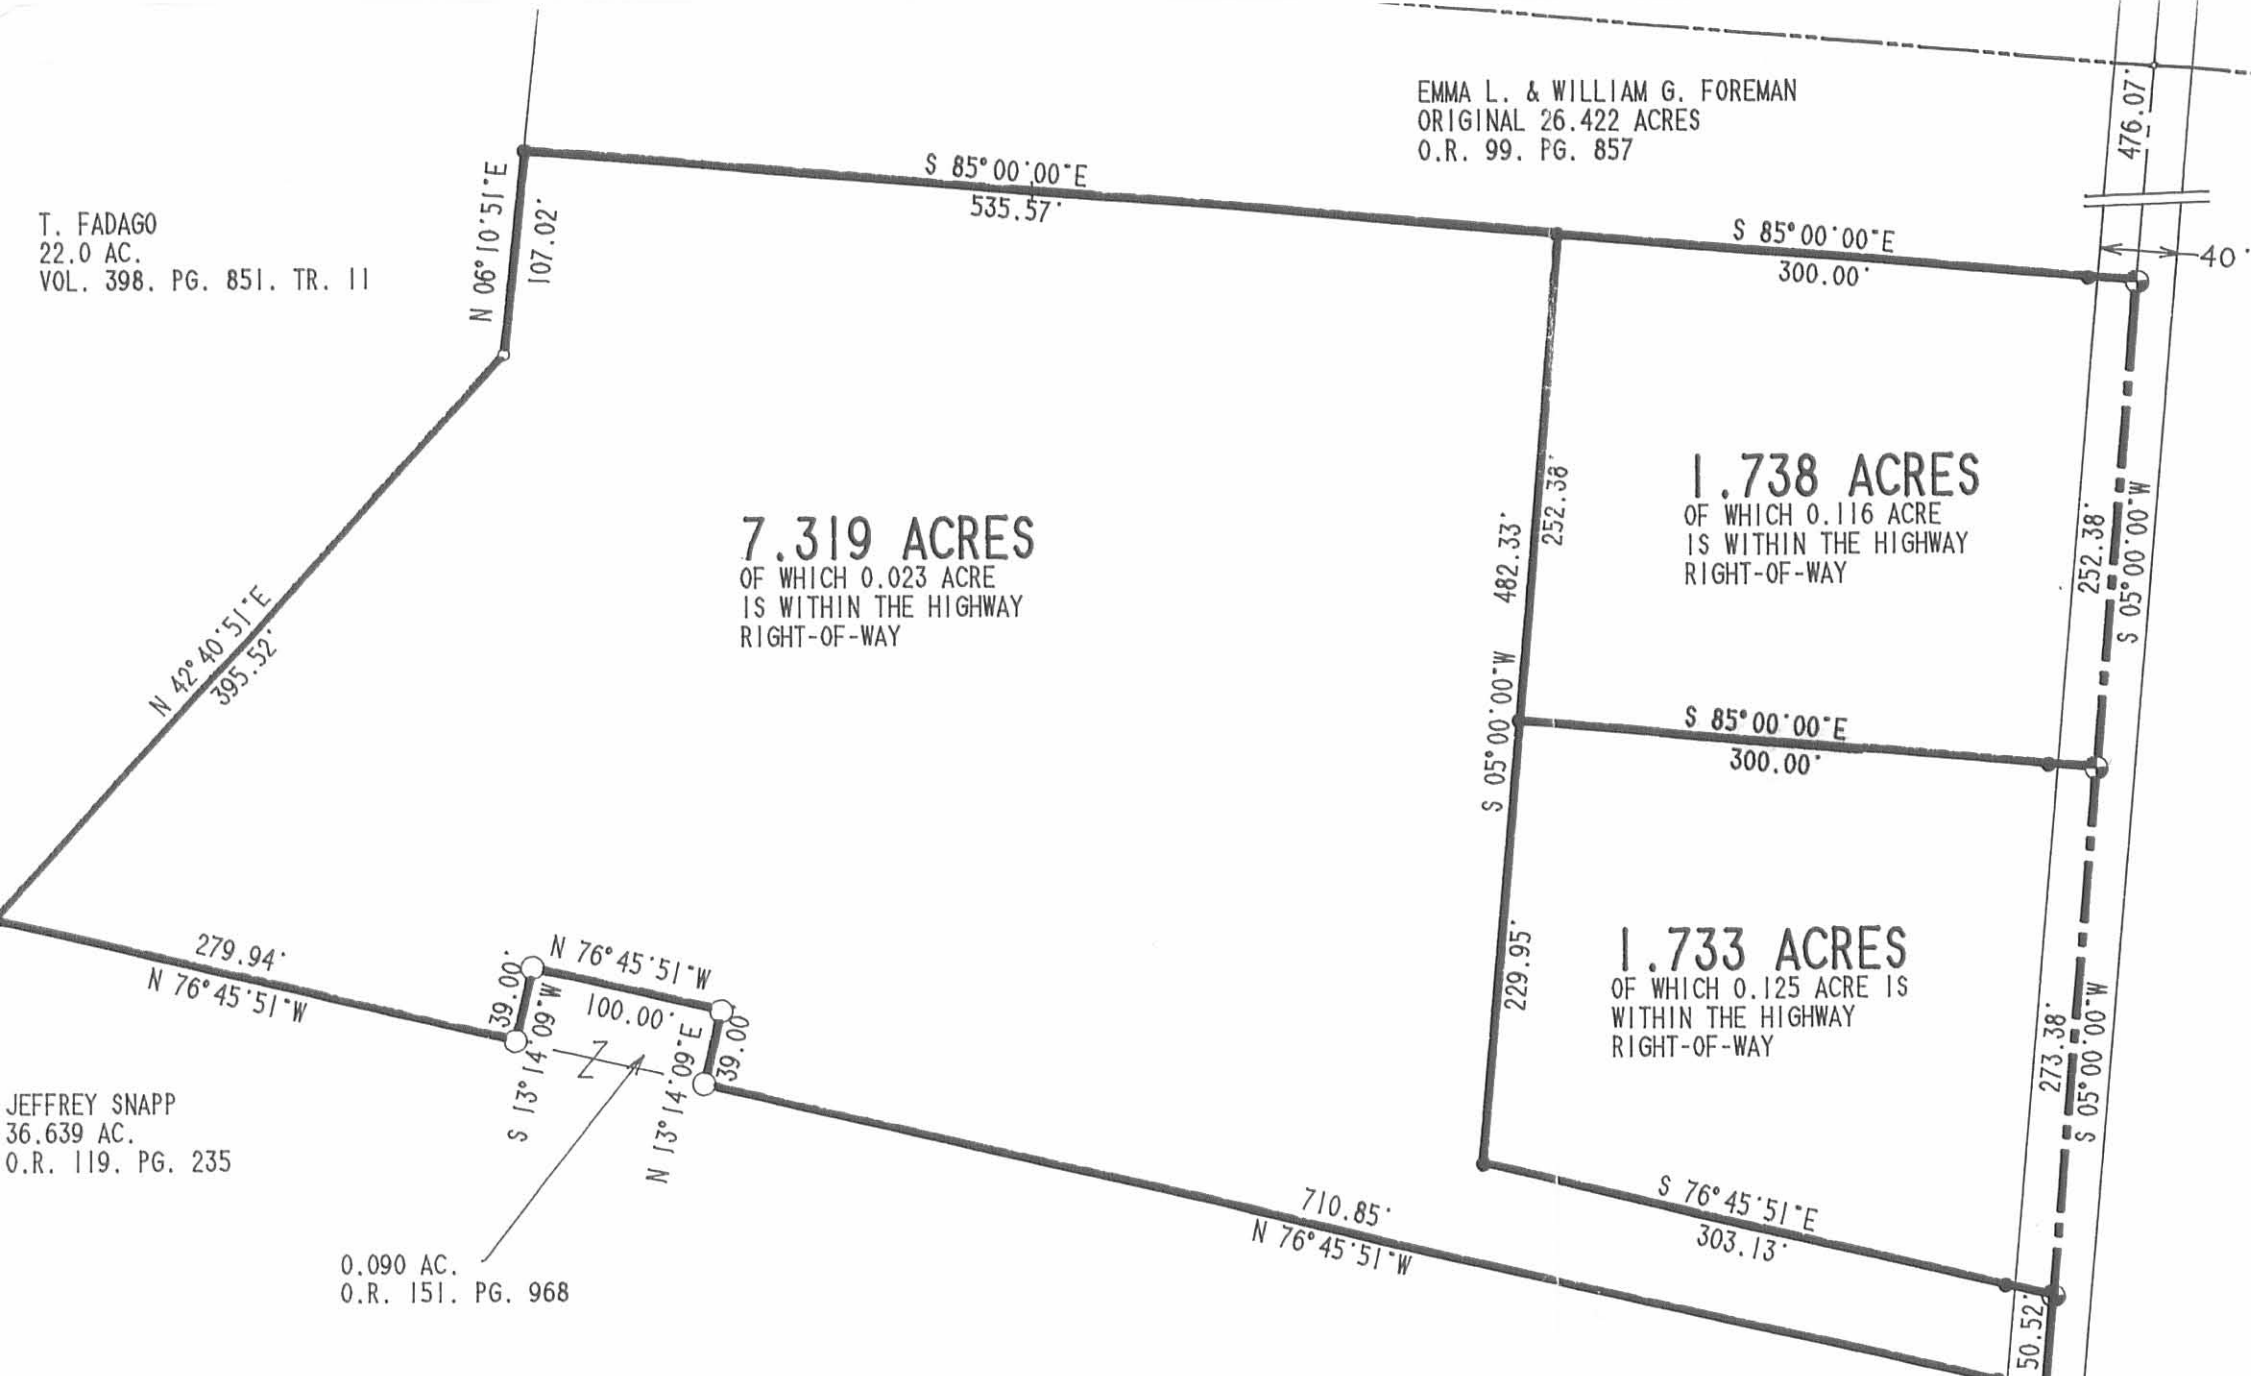 EMMA L. & WILLIAM G. FOREMAN
ORIGINAL 26.422 ACRES
O.R. 99. PG. 857
476.07'
T. FADAGO
22.0 AC.
VOL. 398. PG. 851. TR. II
N 06°10'51"E
107.02'
S 85°00'00"E
535.57'
S 85°00'00"E
300.00'
40'
7.319 ACRES
OF WHICH 0.023 ACRE
IS WITHIN THE HIGHWAY
RIGHT-OF-WAY
1.738 ACRES
OF WHICH 0.116 ACRE
IS WITHIN THE HIGHWAY
RIGHT-OF-WAY
252.38'
482.33'
S 05°00'00"W
252.38'
S 05°00'00"W
N 42°40'51"E
395.52'
S 85°00'00"E
300.00'
229.95'
1.733 ACRES
OF WHICH 0.125 ACRE IS
WITHIN THE HIGHWAY
RIGHT-OF-WAY
273.38'
S 05°00'00"W
279.94'
N 76°45'51"W
39.00'
S 13°14'09"W
N 76°45'51"W
100.00'
N 13°14'09"E
39.00'
Z
JEFFREY SNAPP
36.639 AC.
O.R. 119. PG. 235
0.090 AC.
O.R. 151. PG. 968
710.85'
N 76°45'51"W
S 76°45'51"E
303.13'
50.52'